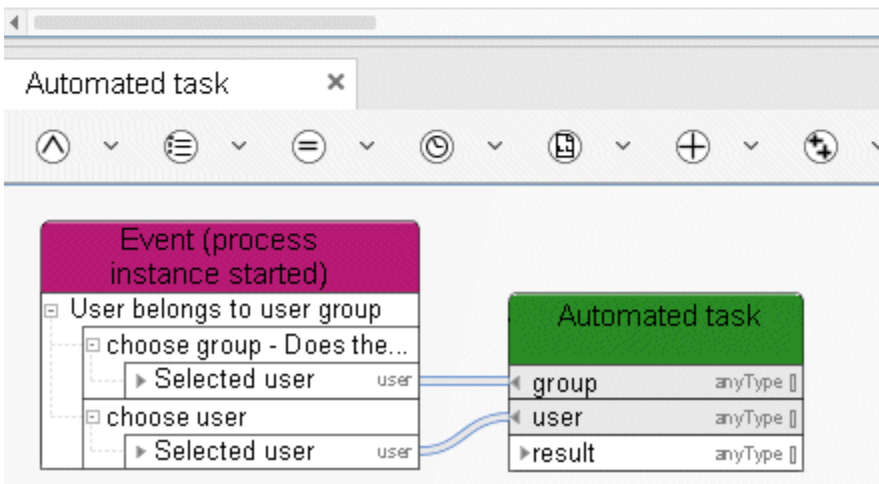 Automated task
Event (process
instance started)
User belongs to user group
choose group - Does the...
Selected user user
choose user
Selected user user
Automated task
group anyType []
user anyType []
result anyType []